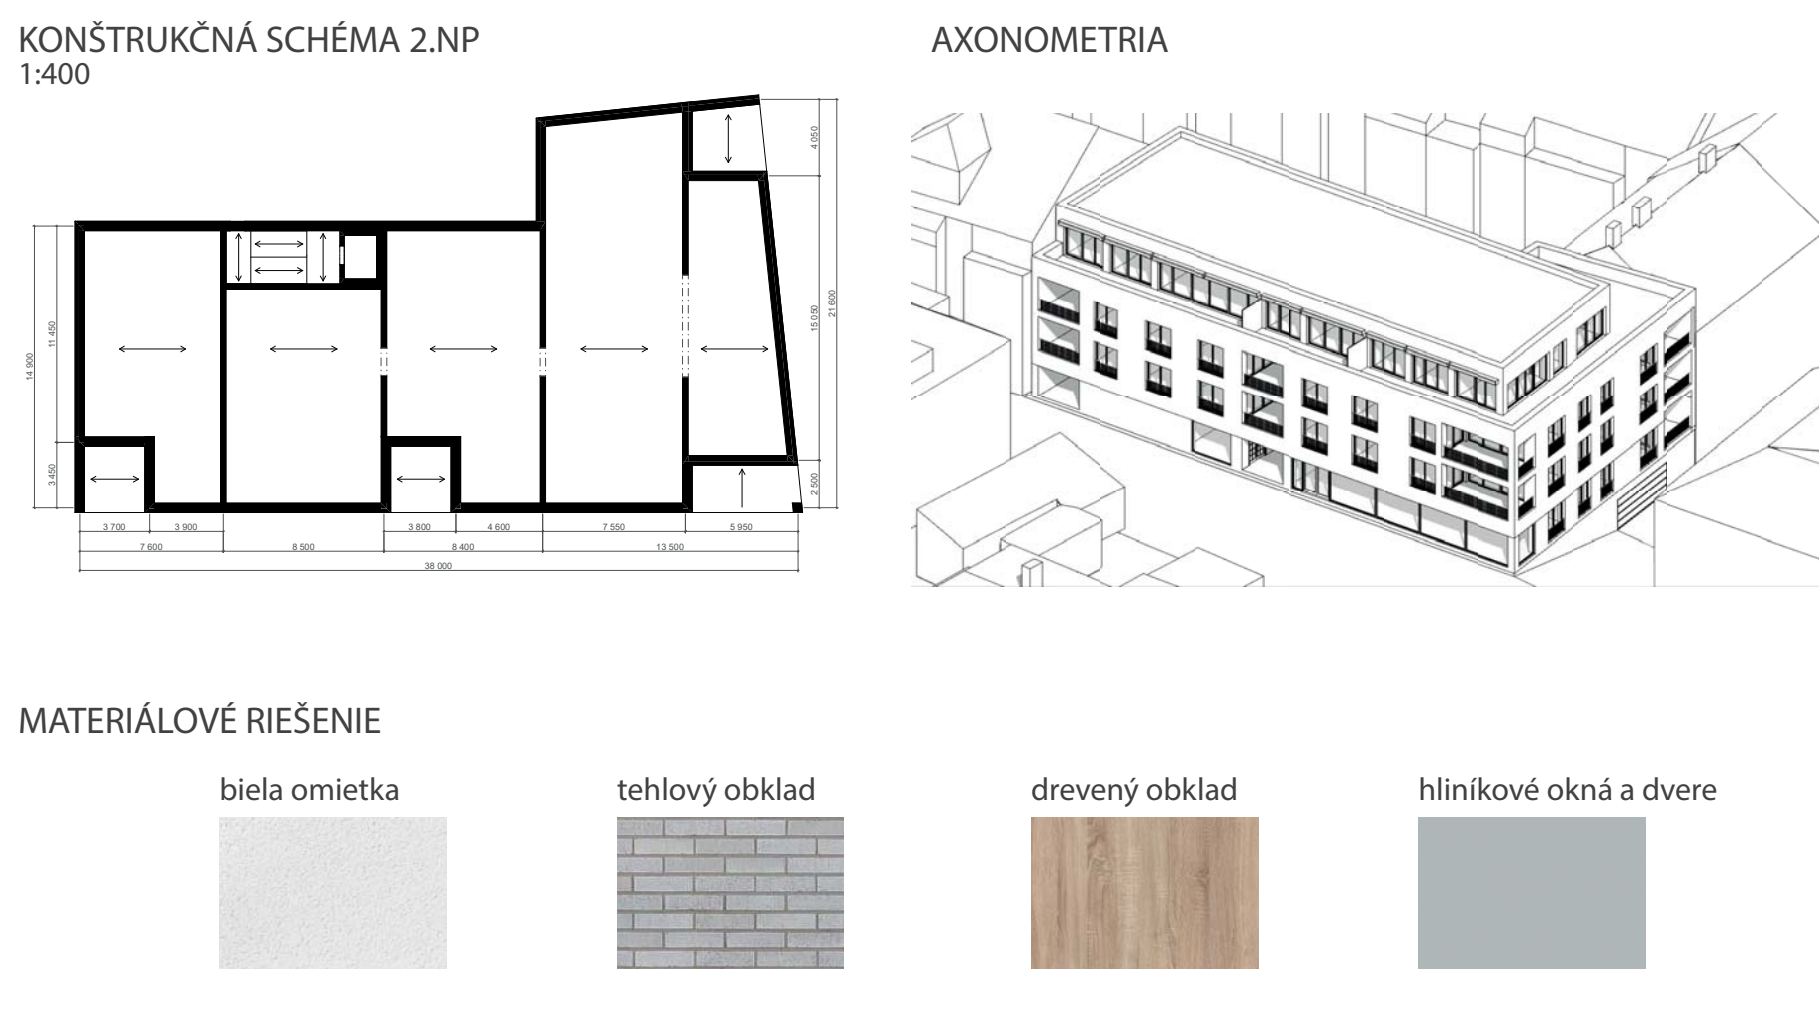 KONŠTRUKČNÁ SCHÉMA 2.NP
1:400
AXONOMETRIA
4 050
15 050
21 600
2 500
14 900
11 450
3 450
3 700
3 900
3 800
4 600
7 550
5 950
7 600
8 500
8 400
13 500
38 000
MATERIÁLOVÉ RIEŠENIE
biela omietka
tehlový obklad
drevený obklad
hliníkové okná a dvere